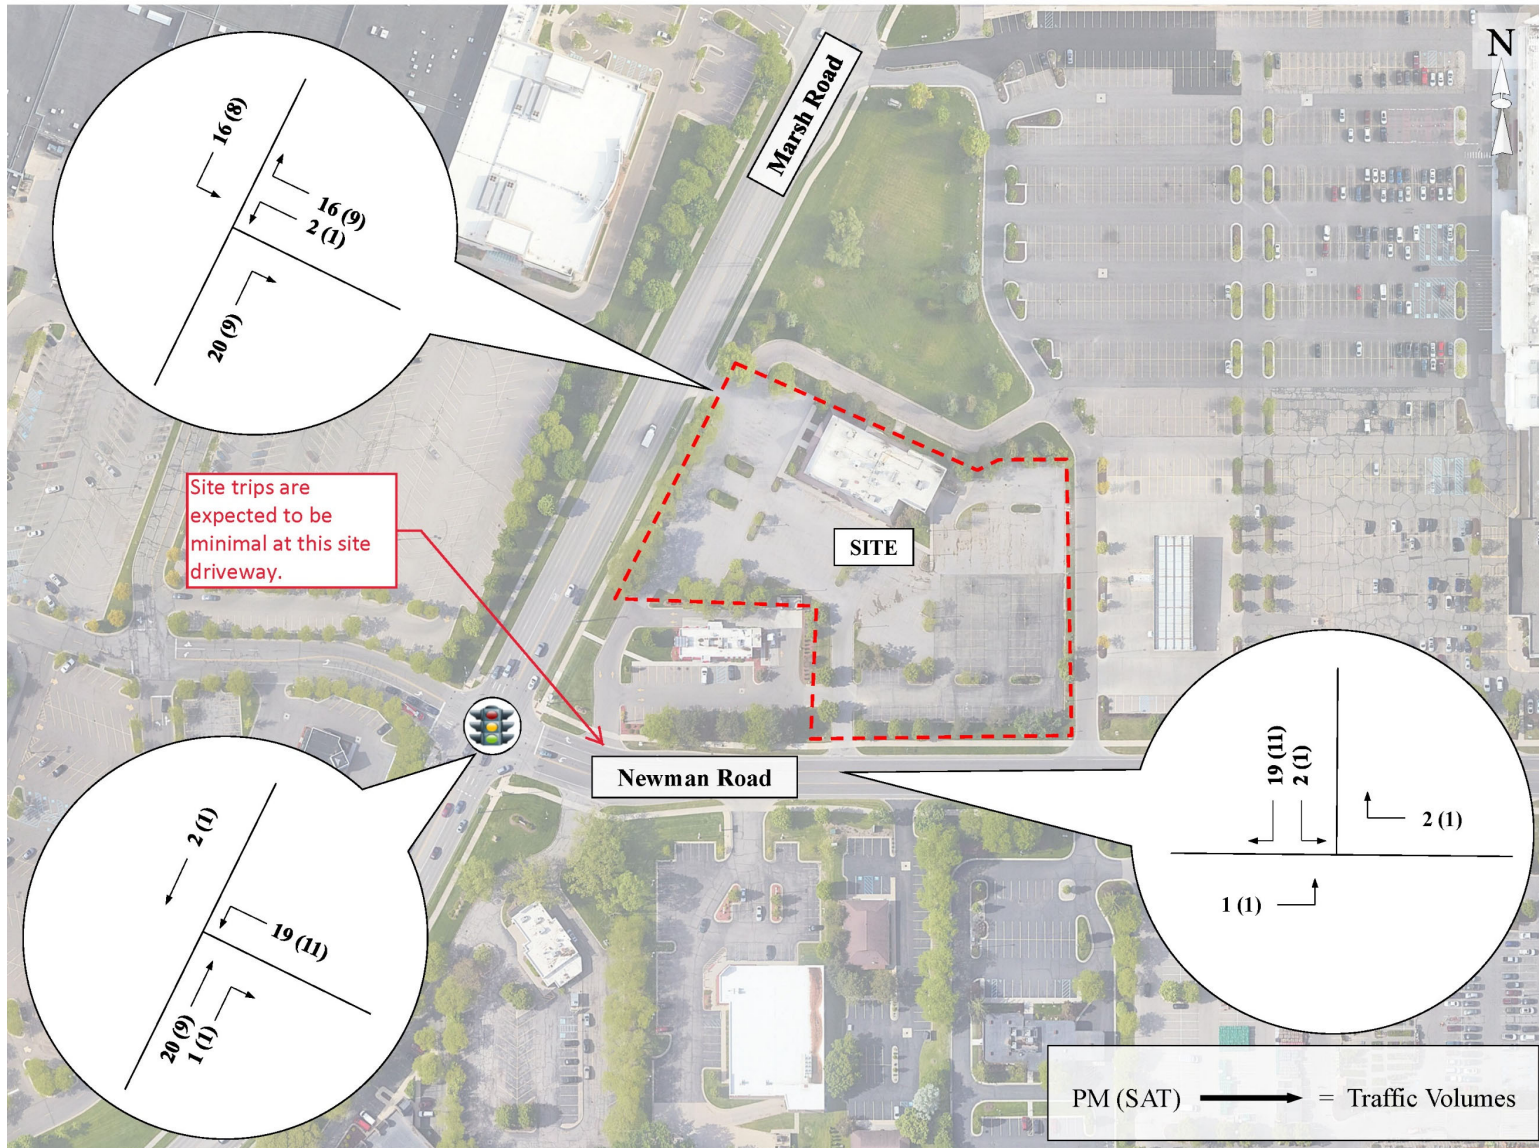 N
Marsh Road
16 (8)
16 (9)
2 (1)
20 (9)
Site trips are
expected to be
minimal at this site
driveway.
SITE
Newman Road
19 (11)
2 (1)
2 (1)
1 (1)
2 (1)
19 (11)
20 (9)
1 (1)
PM (SAT) = Traffic Volumes